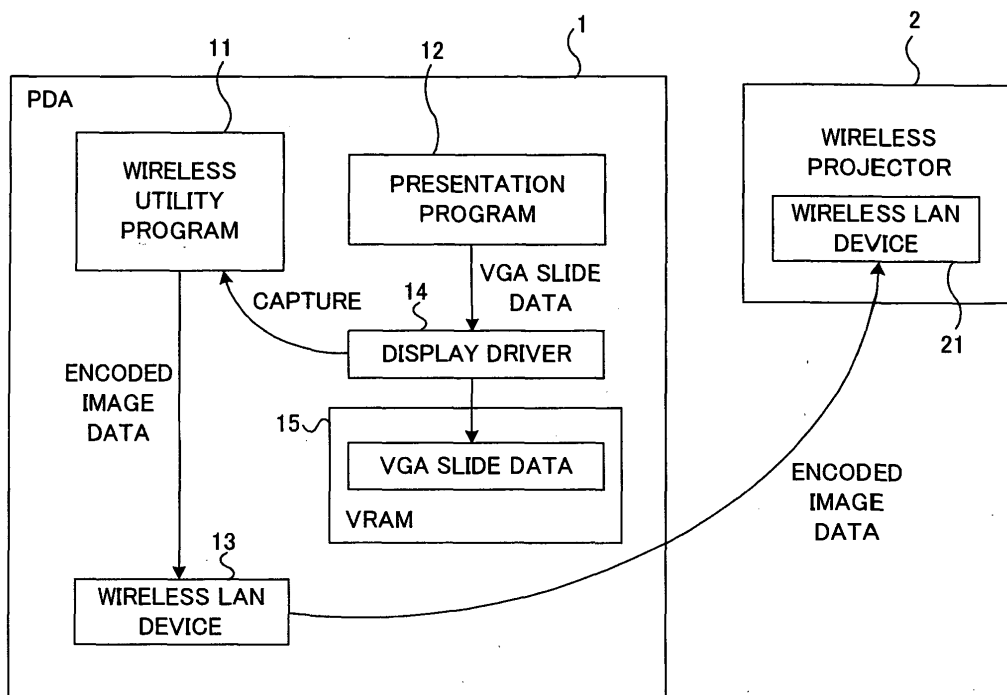 1
2
11
12
PDA
WIRELESS
UTILITY
PROGRAM
PRESENTATION
PROGRAM
WIRELESS
PROJECTOR
WIRELESS LAN
DEVICE
21
VGA SLIDE
DATA
CAPTURE
14
DISPLAY DRIVER
ENCODED
IMAGE
DATA
15
VGA SLIDE DATA
VRAM
ENCODED
IMAGE
DATA
13
WIRELESS LAN
DEVICE